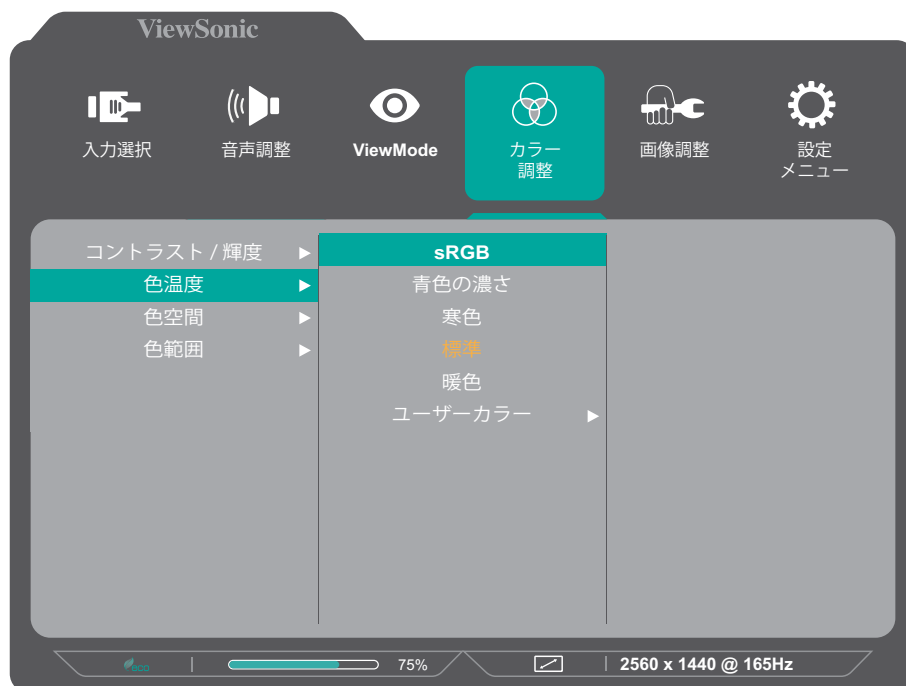 ViewSonic
入力選択
音声調整
ViewMode
カラー
調整
画像調整
設定
メニュー
コントラスト / 輝度
色温度
色空間
色範囲
sRGB
青色の濃さ
寒色
標準
暖色
ユーザーカラー
eco
75%
2560 x 1440 @ 165Hz